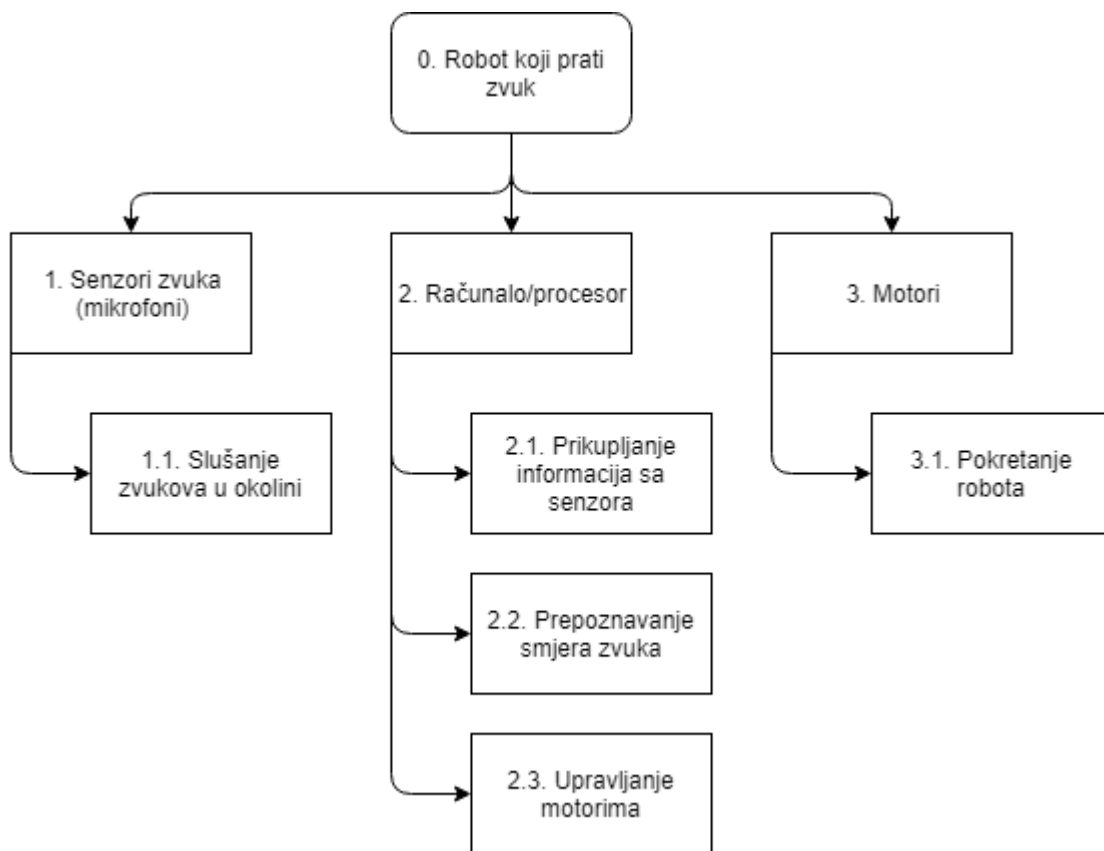 0. Robot koji prati
zvuk
1. Senzori zvuka
(mikrofoni)
2. Računalo/procesor
3. Motori
1.1. Slušanje
zvukova u okolini
2.1. Prikupljanje
informacija sa
senzora
3.1. Pokretanje
robota
2.2. Prepoznavanje
smjera zvuka
2.3. Upravljanje
motorima